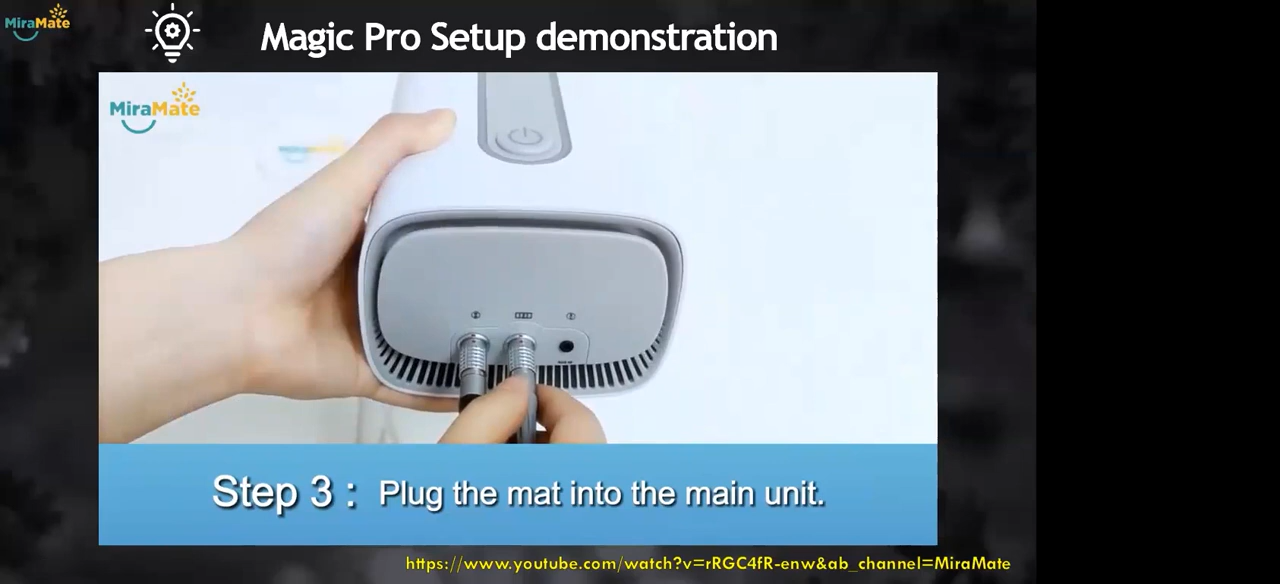 MiraMate
Magic Pro Setup demonstration
MiraMate
Step 3 : Plug the mat into the main unit.
https://www.youtube.com/watch?v=rRGC4fR-enw&ab_channel=MiraMate